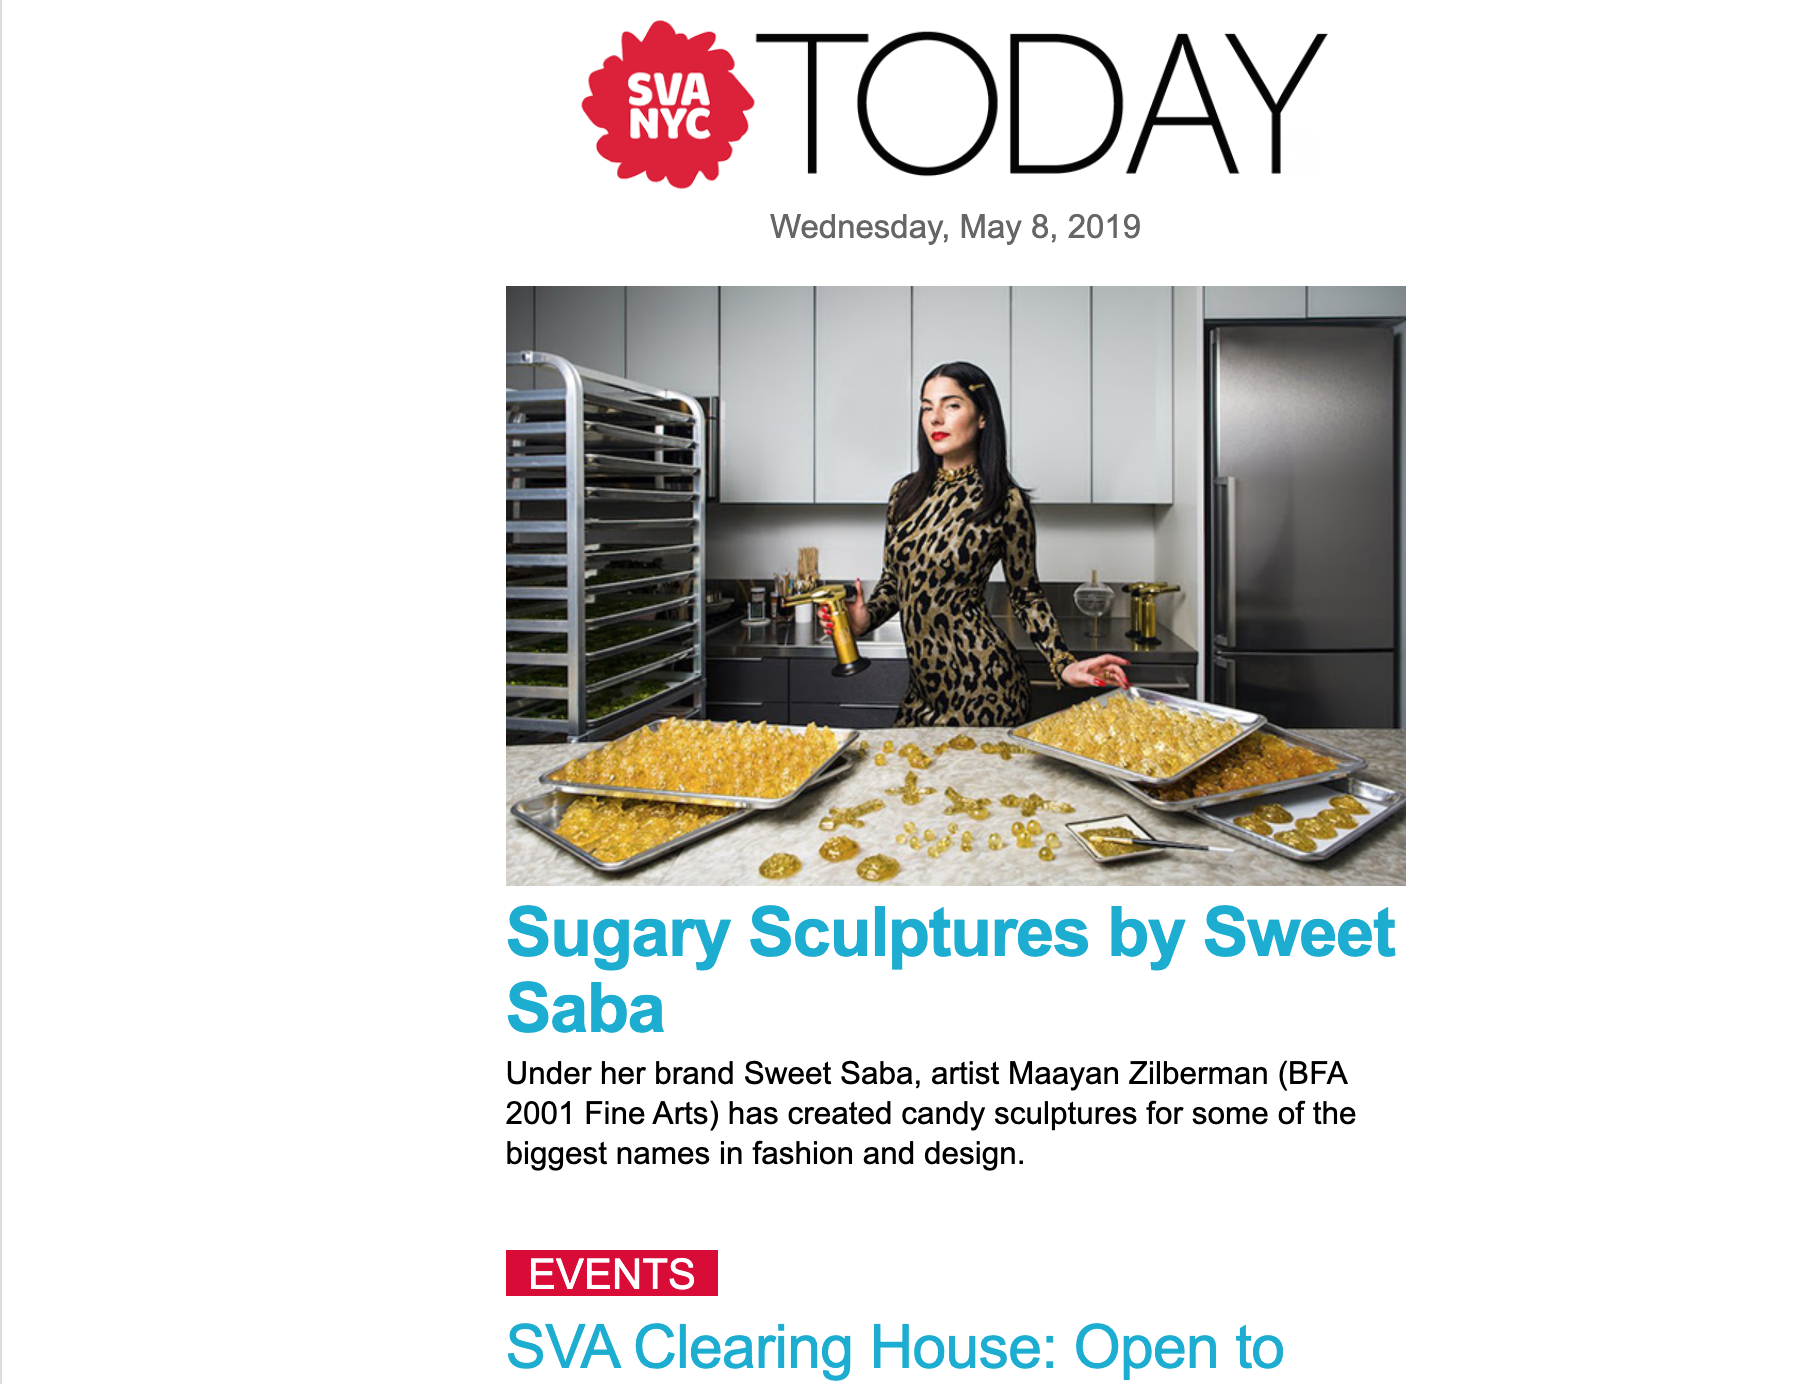 SVA
NYC
TODAY
Wednesday, May 8, 2019
Sugary Sculptures by Sweet
Saba
Under her brand Sweet Saba, artist Maayan Zilberman (BFA
2001 Fine Arts) has created candy sculptures for some of the
biggest names in fashion and design.
EVENTS
SVA Clearing House: Open to